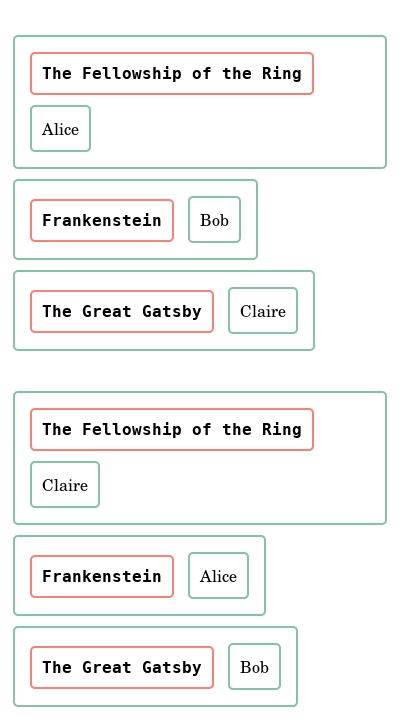 The Fellowship of the Ring
Alice
Frankenstein Bob
The Great Gatsby Claire
The Fellowship of the Ring
Claire
Frankenstein Alice
The Great Gatsby Bob